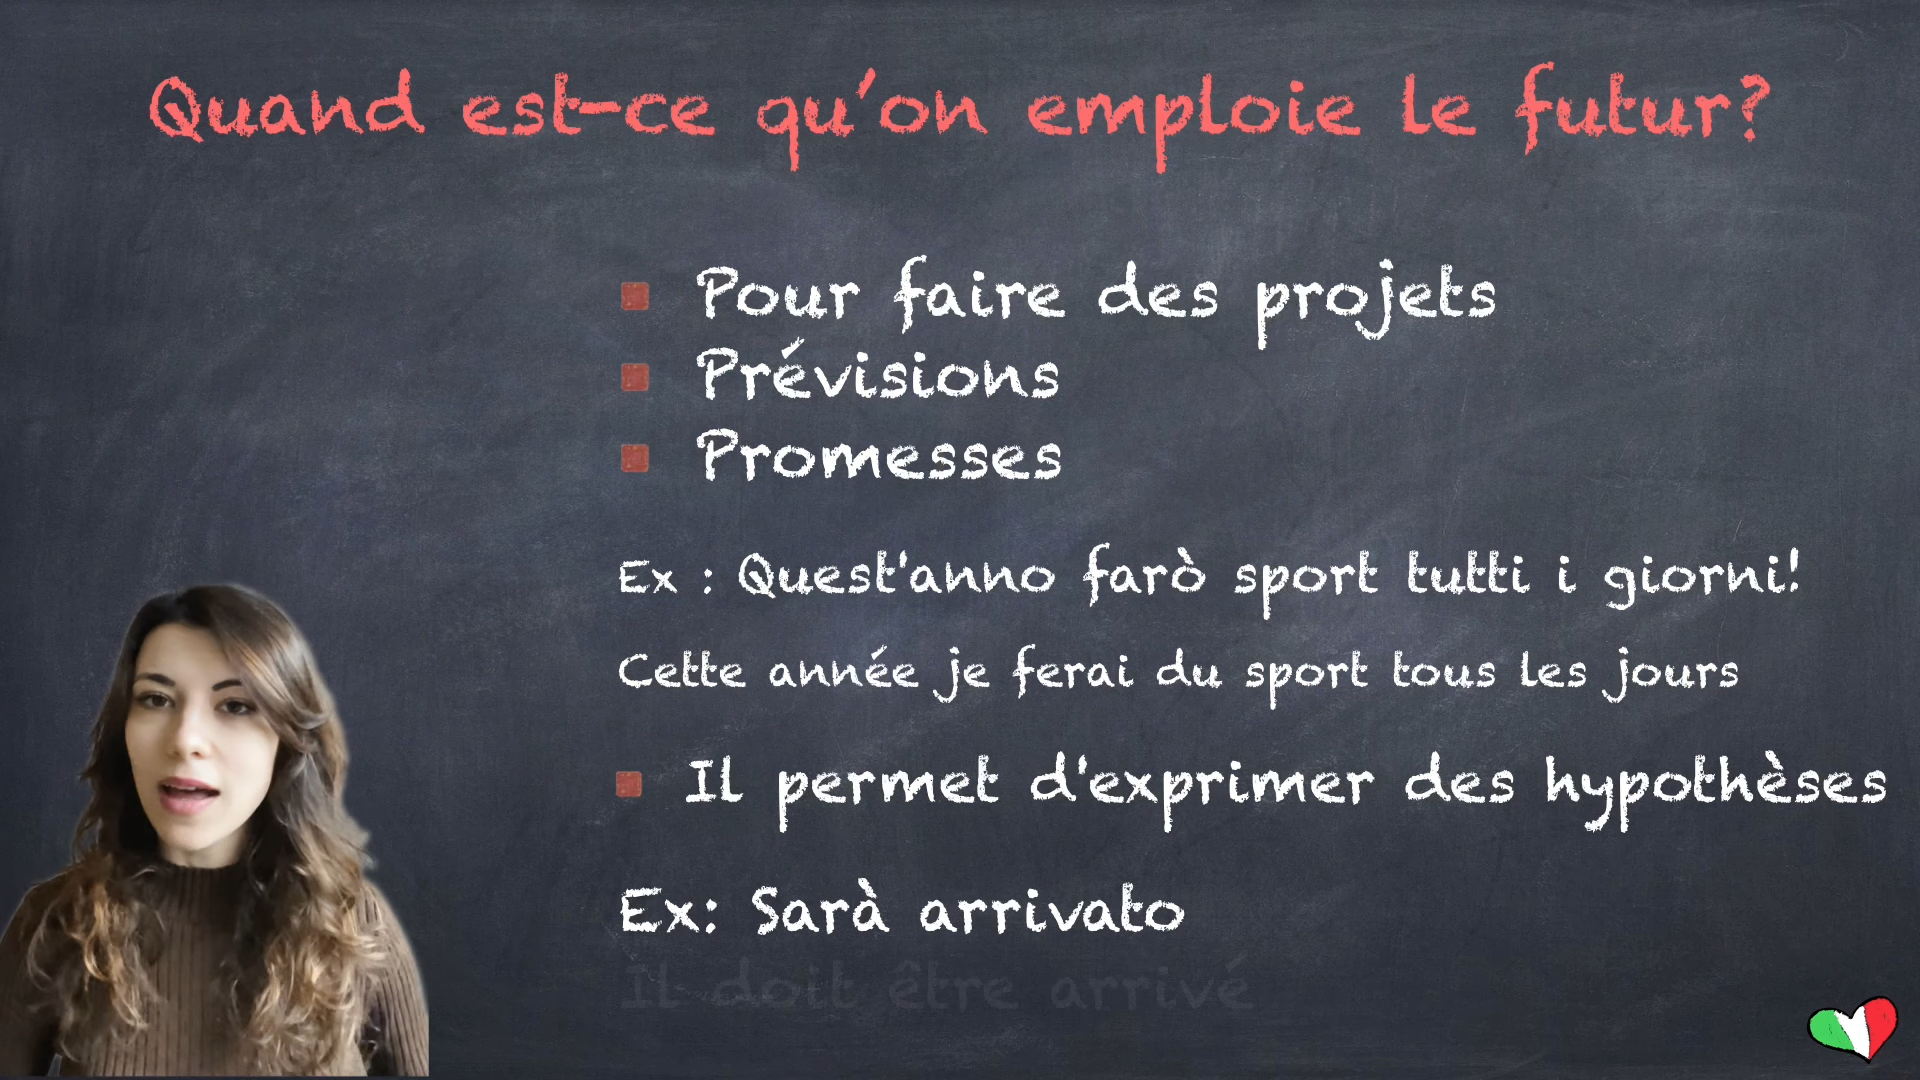 Quand est-ce qu’on emploie le futur?
Pour faire des projets
Prévisions
Promesses
Ex : Quest'anno farò sport tutti i giorni!
Cette année je ferai du sport tous les jours
Il permet d'exprimer des hypothèses
Ex: Sarà arrivato
Il doit être arrivé